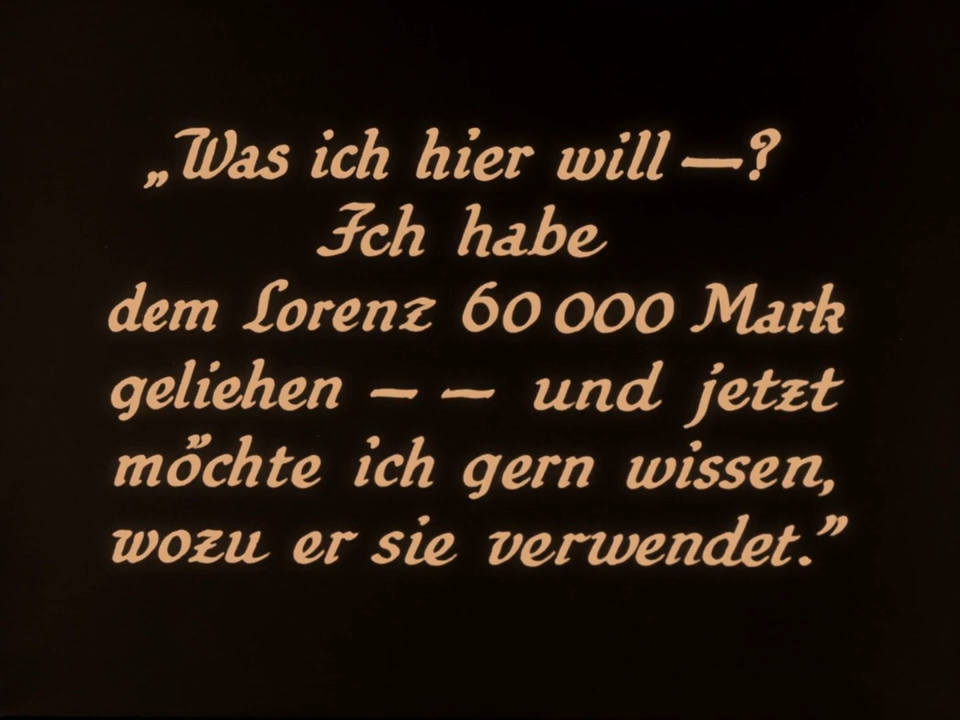 „Was ich hier will —?
Ich habe
dem Lorenz 60 000 Mark
geliehen — — und jetzt
möchte ich gern wissen,
wozu er sie verwendet.”